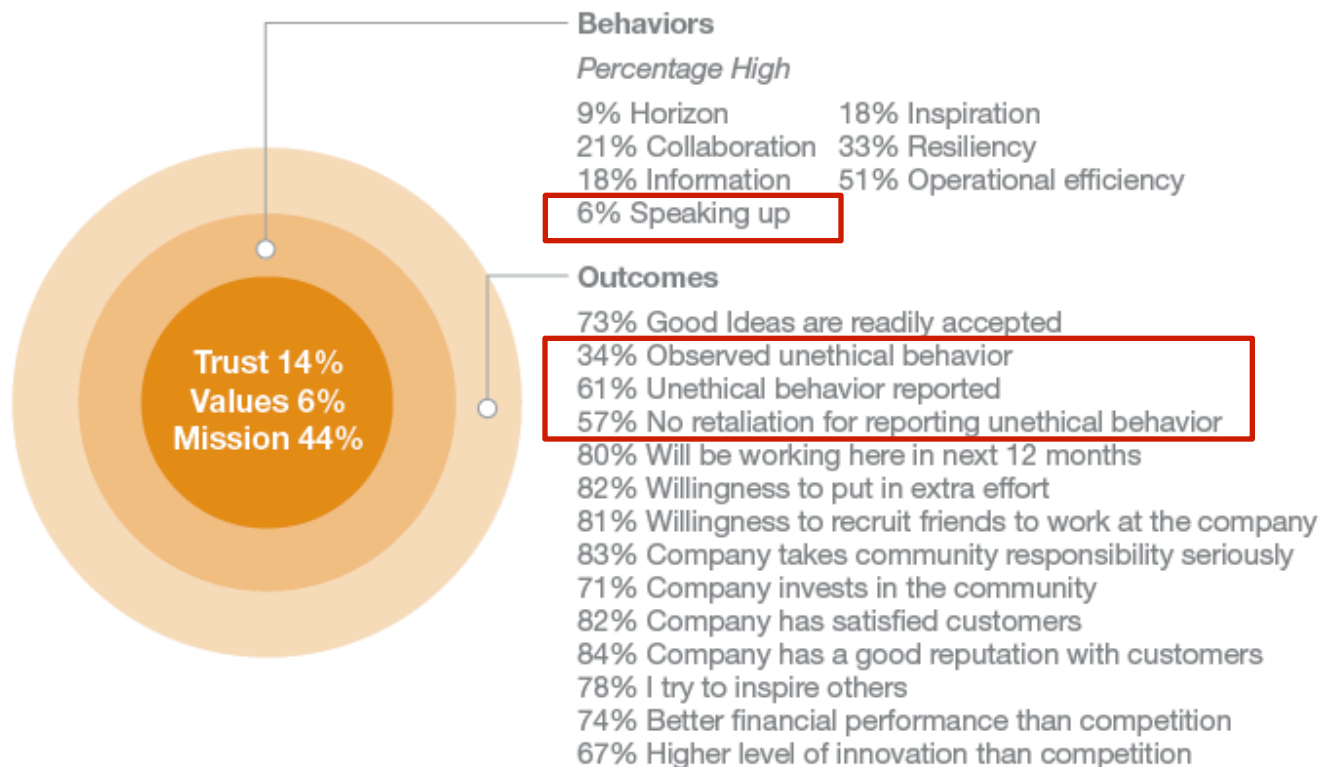 Behaviors
Percentage High
9% Horizon 18% Inspiration
21% Collaboration 33% Resiliency
18% Information 51% Operational efficiency
6% Speaking up
Outcomes
73% Good Ideas are readily accepted
34% Observed unethical behavior
61% Unethical behavior reported
57% No retaliation for reporting unethical behavior
80% Will be working here in next 12 months
82% Willingness to put in extra effort
81% Willingness to recruit friends to work at the company
83% Company takes community responsibility seriously
71% Company invests in the community
82% Company has satisfied customers
84% Company has a good reputation with customers
78% I try to inspire others
74% Better financial performance than competition
67% Higher level of innovation than competition
Trust 14%
Values 6%
Mission 44%